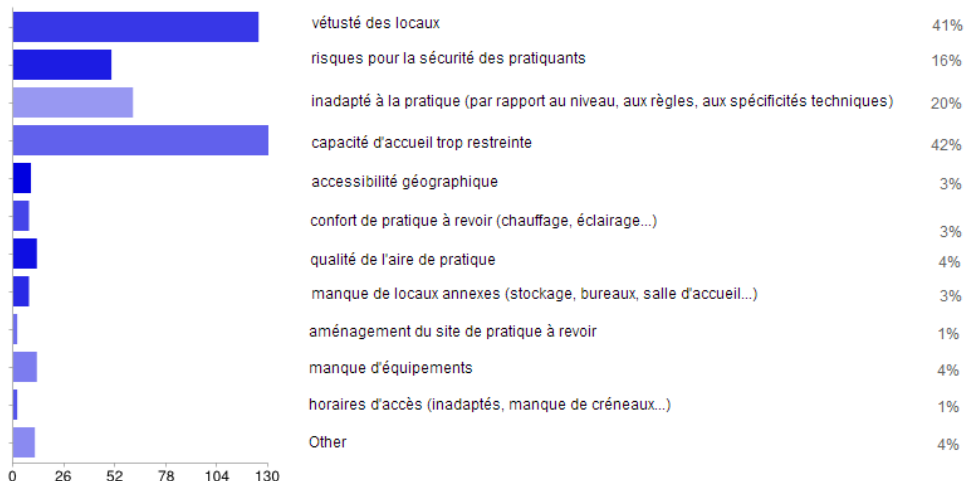 vétusté des locaux 41%
risques pour la sécurité des pratiquants 16%
inadapté à la pratique (par rapport au niveau, aux règles, aux spécificités techniques) 20%
capacité d'accueil trop restreinte 42%
accessibilité géographique 3%
confort de pratique à revoir (chauffage, éclairage...) 3%
qualité de l'aire de pratique 4%
manque de locaux annexes (stockage, bureaux, salle d'accueil...) 3%
aménagement du site de pratique à revoir 1%
manque d'équipements 4%
horaires d'accès (inadaptés, manque de créneaux...) 1%
Other 4%
0 26 52 78 104 130